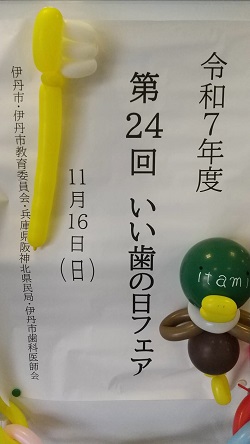 令和7年度
第24回 いい歯の日フェア
11月16日(日)
伊丹市・伊丹市教育委員会・兵庫県阪神北県民局・伊丹市歯科医師会
itami